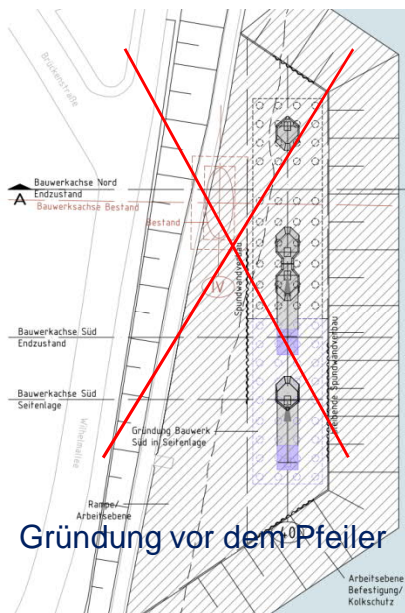 Brückenstraße
Bauwerkachse Nord
Endzustand
A
Bauwerksachse Bestand
Bestand
IV
Spundwandverbau
Bauwerkachse Süd
Endzustand
Bauwerkachse Süd
Seitenlage
Wilhelmallee
Gründung Bauwerk
Süd in Seitenlage
bleibende Spundwandverbau
Rampe/
Arbeitsebene
Gründung vor dem Pfeiler
Arbeitsebene
Befestigung/
Kolkschutz